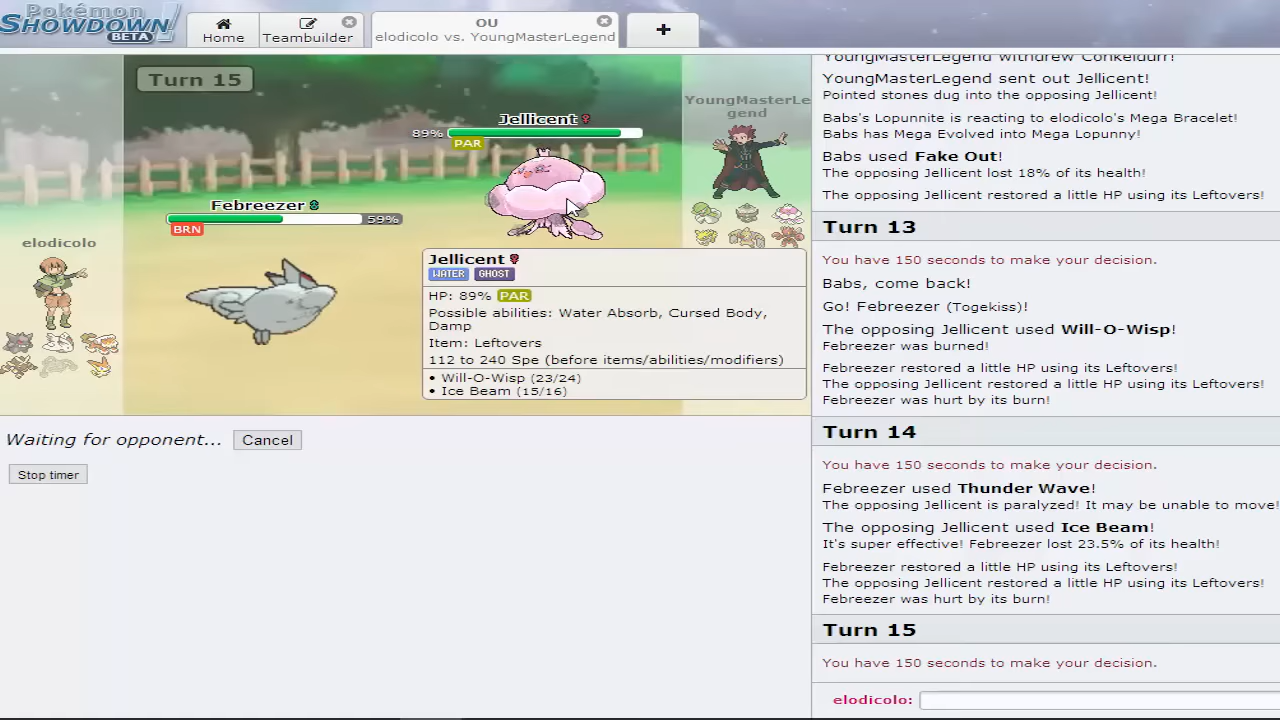 Pokémon
SHOWDOWN!
BETA
Home
Teambuilder
OU
elodicolo vs. YoungMasterLegend
+
Turn 15
elodicolo
Febreezer
59%
BRN
Jellicent
89%
PAR
YoungMasterLe
gend
Jellicent
WATER GHOST
HP: 89% PAR
Possible abilities: Water Absorb, Cursed Body,
Damp
Item: Leftovers
112 to 240 Spe (before items/abilities/modifiers)
• Will-O-Wisp (23/24)
• Ice Beam (15/16)
Waiting for opponent... Cancel
Stop timer
YoungMasterLegend withdrew Conkeldurr!
YoungMasterLegend sent out Jellicent!
Pointed stones dug into the opposing Jellicent!
Babs's Lopunnite is reacting to elodicolo's Mega Bracelet!
Babs has Mega Evolved into Mega Lopunny!
Babs used Fake Out!
The opposing Jellicent lost 18% of its health!
The opposing Jellicent restored a little HP using its Leftovers!
Turn 13
You have 150 seconds to make your decision.
Babs, come back!
Go! Febreezer (Togekiss)!
The opposing Jellicent used Will-O-Wisp!
Febreezer was burned!
Febreezer restored a little HP using its Leftovers!
The opposing Jellicent restored a little HP using its Leftovers!
Febreezer was hurt by its burn!
Turn 14
You have 150 seconds to make your decision.
Febreezer used Thunder Wave!
The opposing Jellicent is paralyzed! It may be unable to move!
The opposing Jellicent used Ice Beam!
It's super effective! Febreezer lost 23.5% of its health!
Febreezer restored a little HP using its Leftovers!
The opposing Jellicent restored a little HP using its Leftovers!
Febreezer was hurt by its burn!
Turn 15
You have 150 seconds to make your decision.
elodicolo: